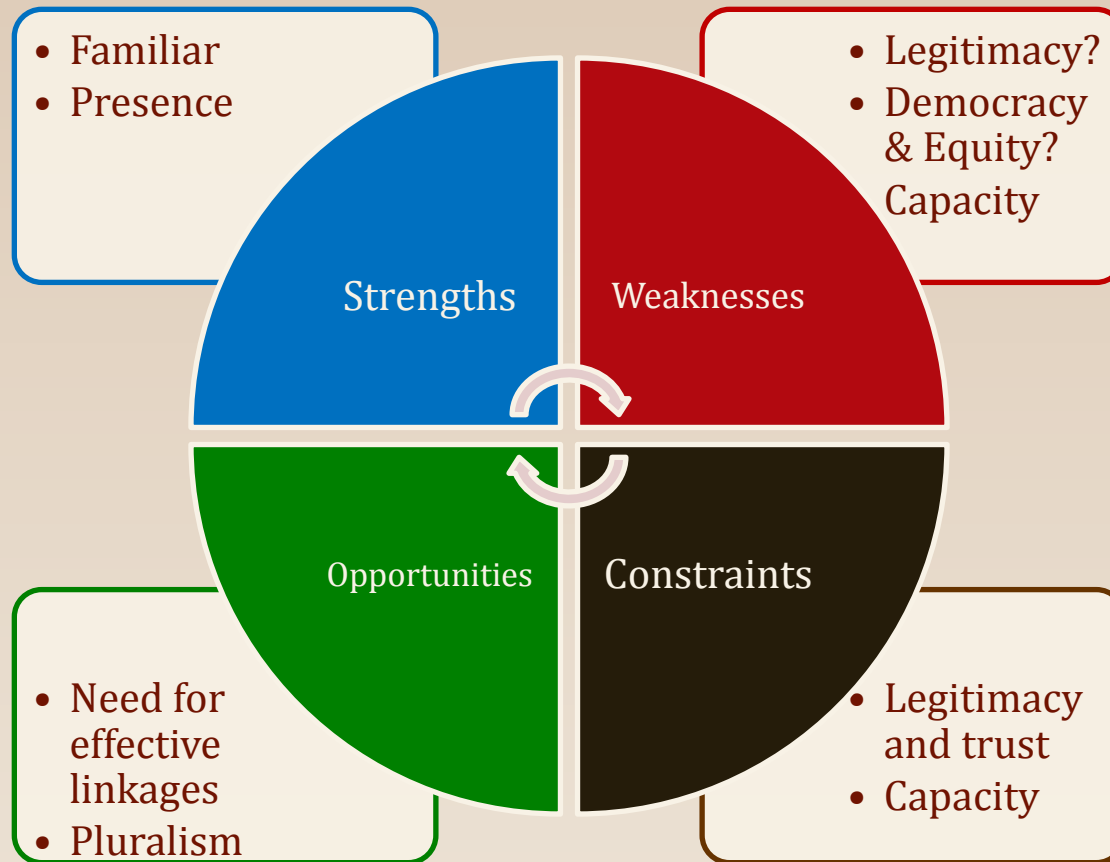 • Familiar
• Presence
• Legitimacy?
• Democracy
& Equity?
Capacity
Strengths
Weaknesses
Opportunities
Constraints
• Need for
effective
linkages
• Pluralism
• Legitimacy
and trust
• Capacity